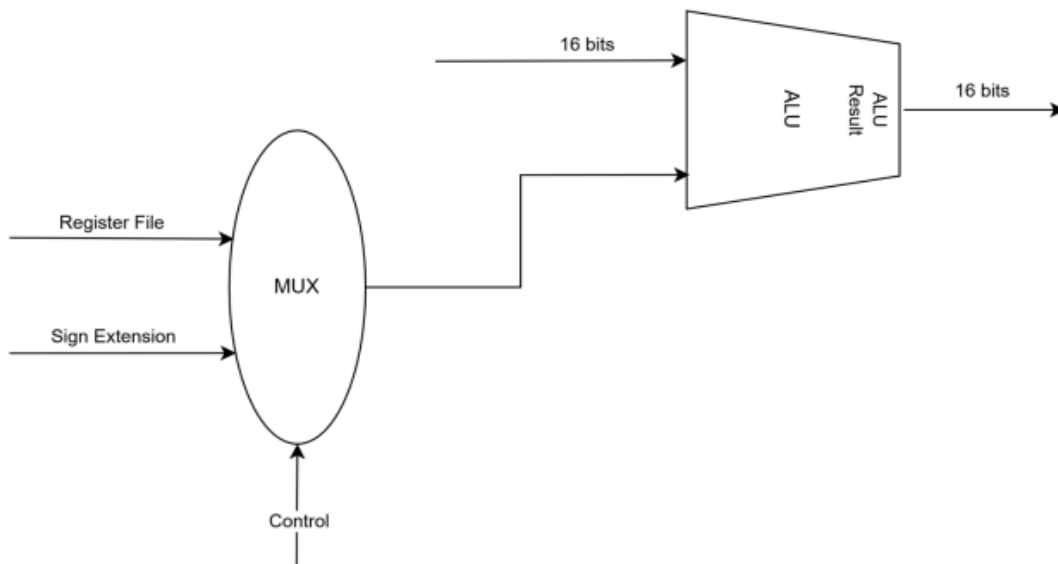 16 bits
ALU
ALU
Result
16 bits
Register File
MUX
Sign Extension
Control